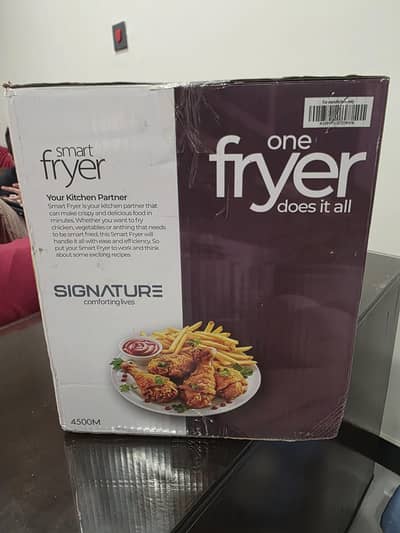 smart
fryer
Your Kitchen Partner
Smart Fryer is your kitchen partner that
can make crispy and delicious food in
minutes. Whether you want to fry
chicken, vegetables or anthing that needs
to be smart fried, this Smart Fryer will
handle it all with ease and efficiency. So
put your Smart Fryer to work and think
about some exciting recipes
SIGNATURE
comforting lives
4500M
one
fryer
does it all